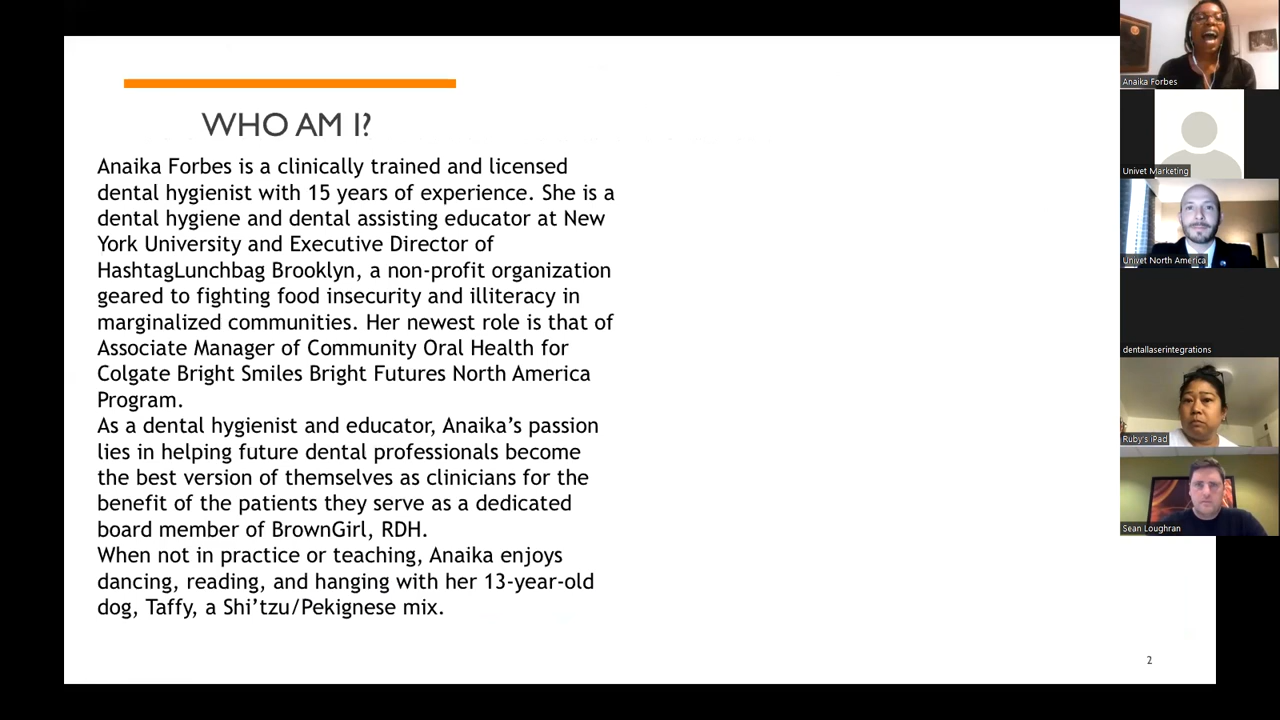 WHO AM I?
Anaika Forbes is a clinically trained and licensed
dental hygienist with 15 years of experience. She is a
dental hygiene and dental assisting educator at New
York University and Executive Director of
HashtagLunchbag Brooklyn, a non-profit organization
geared to fighting food insecurity and illiteracy in
marginalized communities. Her newest role is that of
Associate Manager of Community Oral Health for
Colgate Bright Smiles Bright Futures North America
Program.
As a dental hygienist and educator, Anaika’s passion
lies in helping future dental professionals become
the best version of themselves as clinicians for the
benefit of the patients they serve as a dedicated
board member of BrownGirl, RDH.
When not in practice or teaching, Anaika enjoys
dancing, reading, and hanging with her 13-year-old
dog, Taffy, a Shi’tzu/Pekignese mix.
2
Anaika Forbes
Univet Marketing
Univet North America
dentallaserintegrations
Ruby's iPad
Sean Loughran